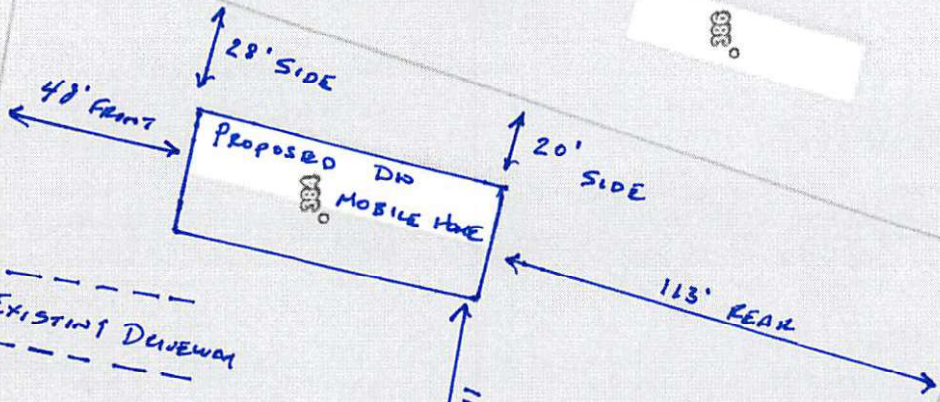 386
28' SIDE
48' FRONT
20'
SIDE
PROPOSED DW
MOBILE HOME
384
113' REAR
EXISTING DRIVEWAY